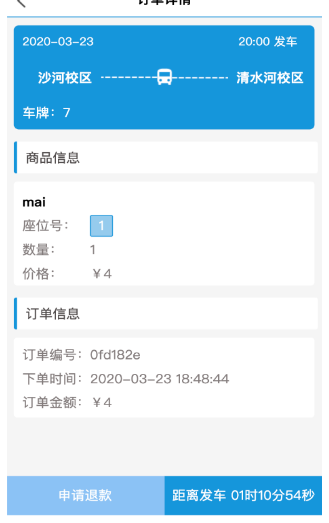 订单详情
2020-03-23 20:00 发车
沙河校区 清水河校区
车牌：7
商品信息
mai
座位号： 1
数量： 1
价格： ￥4
订单信息
订单编号：0fd182e
下单时间：2020-03-23 18:48:44
订单金额：￥4
申请退款 距离发车 01时10分54秒